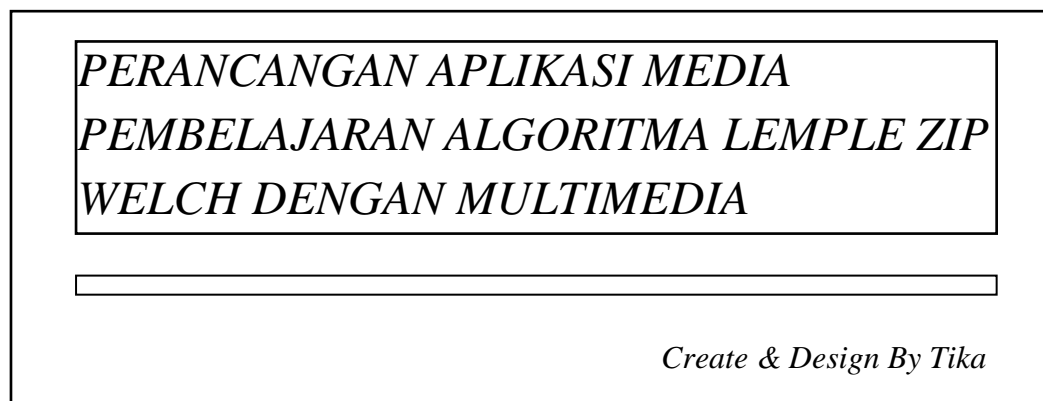 PERANCANGAN APLIKASI MEDIA
PEMBELAJARAN ALGORITMA LEMPLE ZIP
WELCH DENGAN MULTIMEDIA
Create & Design By Tika